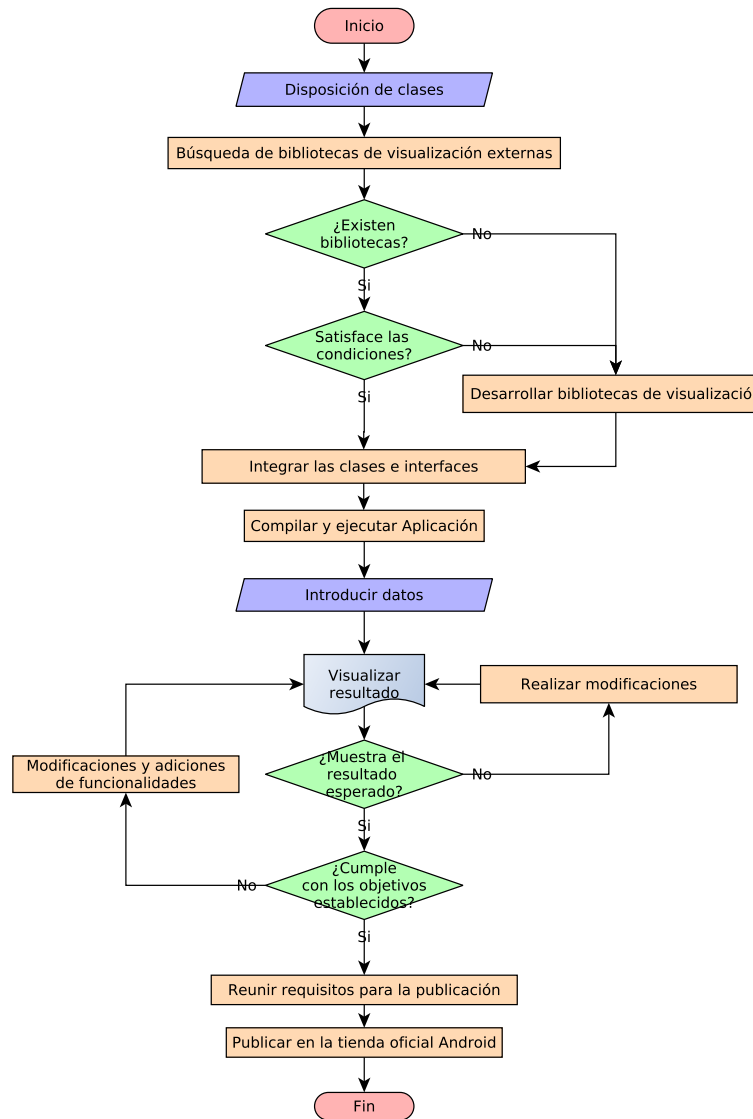 Inicio
Disposición de clases
Búsqueda de bibliotecas de visualización externas
¿Existen
bibliotecas?
No
Si
Satisface las
condiciones?
No
Si
Desarrollar bibliotecas de visualizació
Integrar las clases e interfaces
Compilar y ejecutar Aplicación
Introducir datos
Visualizar
resultado
Realizar modificaciones
Modificaciones y adiciones
de funcionalidades
¿Muestra el
resultado
esperado?
No
Si
¿Cumple
con los objetivos
establecidos?
No
Si
Reunir requisitos para la publicación
Publicar en la tienda oficial Android
Fin